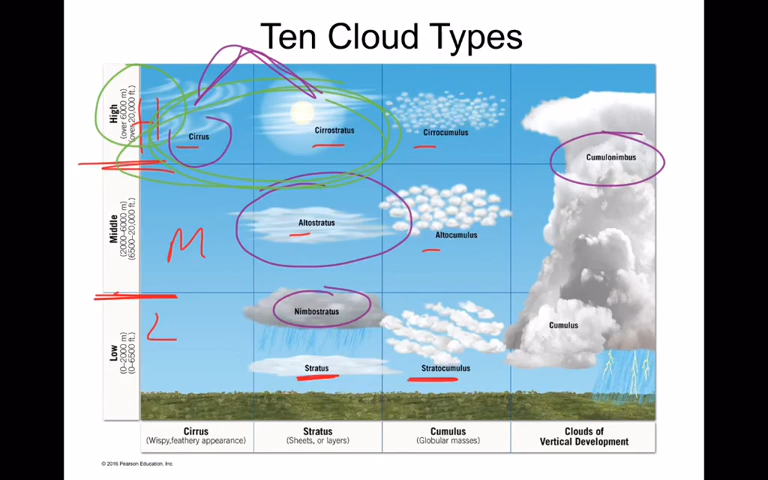 Ten Cloud Types
High
(over 6000 m)
(over 20,000 ft.)
H
Cirrus
Cirrostratus
Cirrocumulus
Cumulonimbus
Middle
(2000–6000 m)
(6500–20,000 ft.)
M
Altostratus
Altocumulus
Low
(0–2000 m)
(0–6500 ft.)
L
Nimbostratus
Cumulus
Stratus
Stratocumulus
Cirrus
(Wispy,feathery appearance)
Stratus
(Sheets, or layers)
Cumulus
(Globular masses)
Clouds of
Vertical Development
© 2016 Pearson Education, Inc.